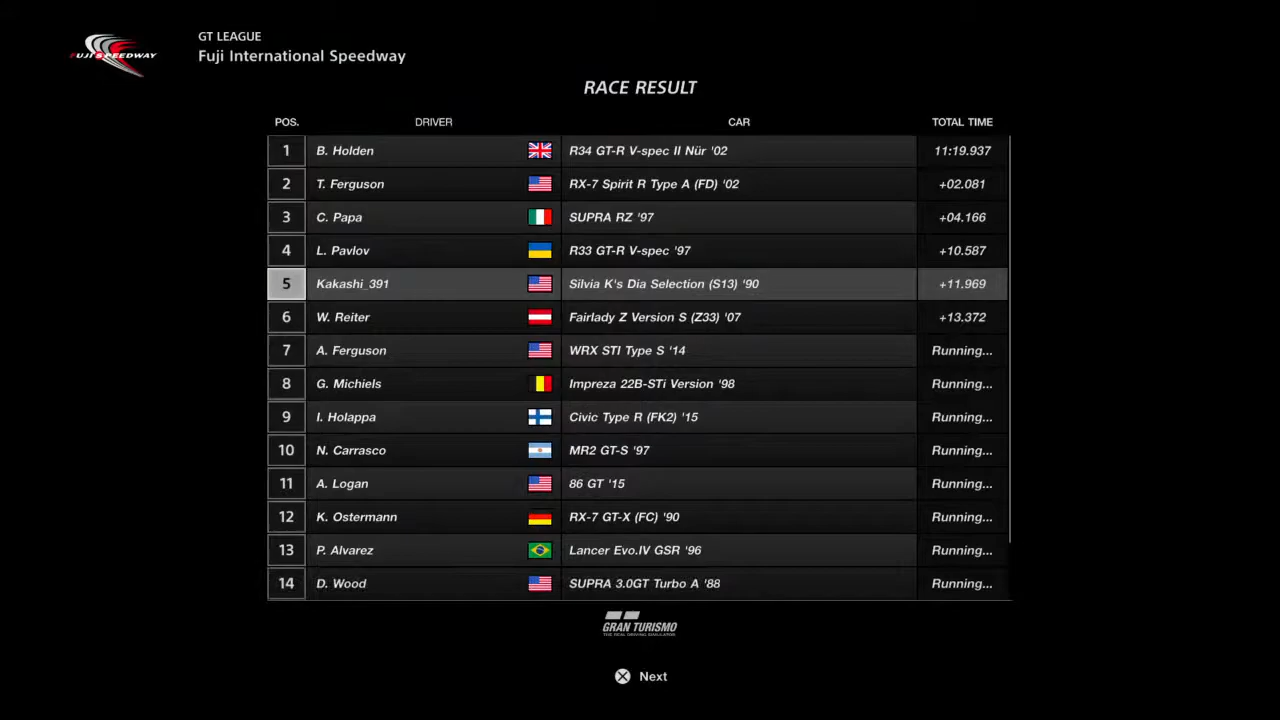 FUJI SPEEDWAY
GT LEAGUE
Fuji International Speedway
RACE RESULT
POS. DRIVER CAR TOTAL TIME
1 B. Holden R34 GT-R V-spec II Nür '02 11:19.937
2 T. Ferguson RX-7 Spirit R Type A (FD) '02 +02.081
3 C. Papa SUPRA RZ '97 +04.166
4 L. Pavlov R33 GT-R V-spec '97 +10.587
5 Kakashi_391 Silvia K's Dia Selection (S13) '90 +11.969
6 W. Reiter Fairlady Z Version S (Z33) '07 +13.372
7 A. Ferguson WRX STI Type S '14 Running...
8 G. Michiels Impreza 22B-STi Version '98 Running...
9 I. Holappa Civic Type R (FK2) '15 Running...
10 N. Carrasco MR2 GT-S '97 Running...
11 A. Logan 86 GT '15 Running...
12 K. Ostermann RX-7 GT-X (FC) '90 Running...
13 P. Alvarez Lancer Evo.IV GSR '96 Running...
14 D. Wood SUPRA 3.0GT Turbo A '88 Running...
GRAN TURISMO
THE REAL DRIVING SIMULATOR
Next